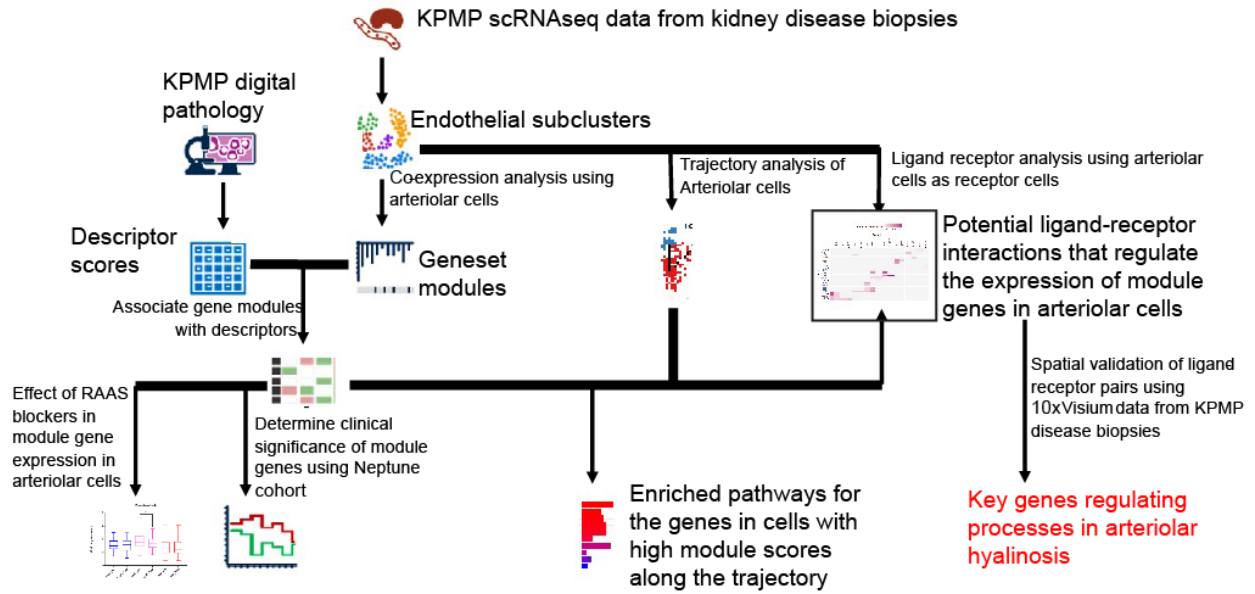 KPMP scRNAseq data from kidney disease biopsies
KPMP digital
pathology
Endothelial subclusters
Co-expression analysis using
arteriolar cells
Trajectory analysis of
Arteriolar cells
Ligand receptor analysis using arteriolar
cells as receptor cells
Descriptor
scores
Geneset
modules
Potential ligand-receptor
interactions that regulate
the expression of module
genes in arteriolar cells
Associate gene modules
with descriptors
Effect of RAAS
blockers in
module gene
expression in
arteriolar cells
Determine clinical
significance of module
genes using Neptune
cohort
Spatial validation of ligand
receptor pairs using
10xVisium data from KPMP
disease biopsies
Enriched pathways for
the genes in cells with
high module scores
along the trajectory
Key genes regulating
processes in arteriolar
hyalinosis